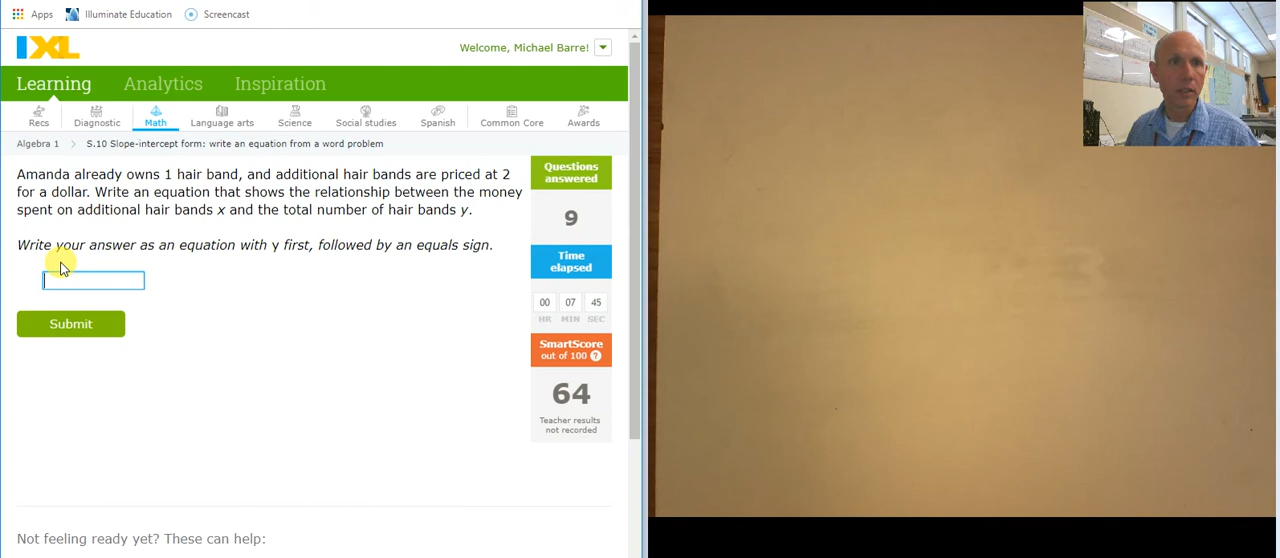 Apps Illuminate Education Screencast
IXL
Welcome, Michael Barre!
Learning Analytics Inspiration
Recs Diagnostic Math Language arts Science Social studies Spanish Common Core Awards
Algebra 1 S.10 Slope-intercept form: write an equation from a word problem
Amanda already owns 1 hair band, and additional hair bands are priced at 2
for a dollar. Write an equation that shows the relationship between the money
spent on additional hair bands x and the total number of hair bands y.
Write your answer as an equation with y first, followed by an equals sign.
Submit
Questions
answered
9
Time
elapsed
00 07 45
HR MIN SEC
SmartScore
out of 100 ?
64
Teacher results
not recorded
Not feeling ready yet? These can help: